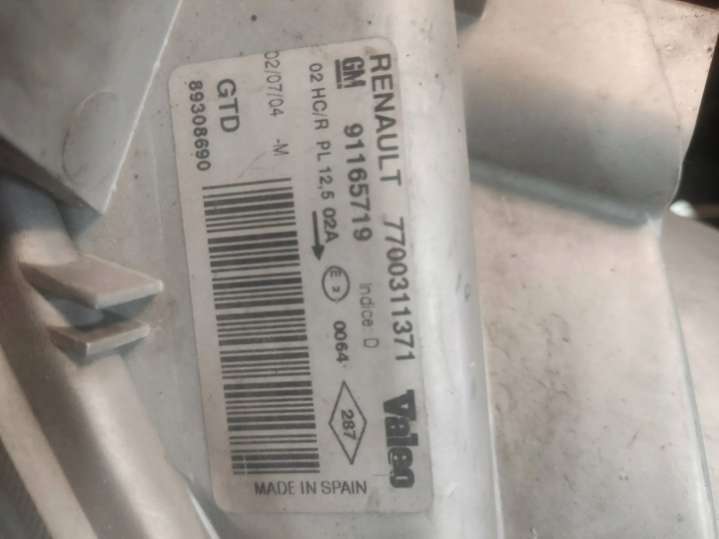 RENAULT 7700311371
GM 91165719 Indice: D
Valeo
02 HC/R PL 12,5 02A 0064
287
02/07/04 -M
GTD
89308690
MADE IN SPAIN